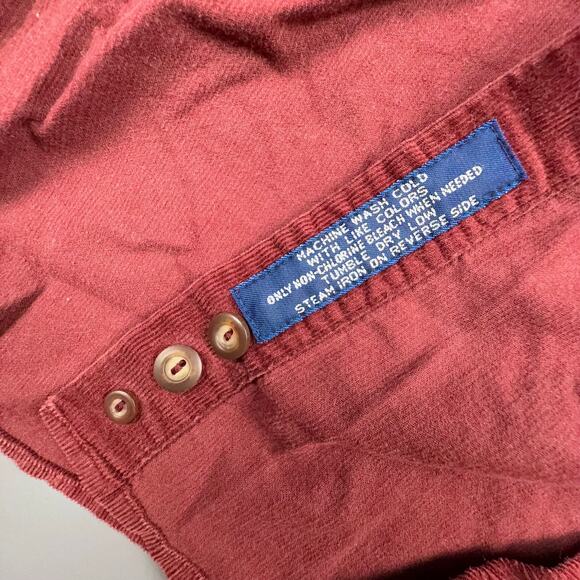 MACHINE WASH COLD
WITH LIKE COLORS
ONLY NON-CHLORINE BLEACH WHEN NEEDED
TUMBLE DRY LOW
STEAM IRON ON REVERSE SIDE